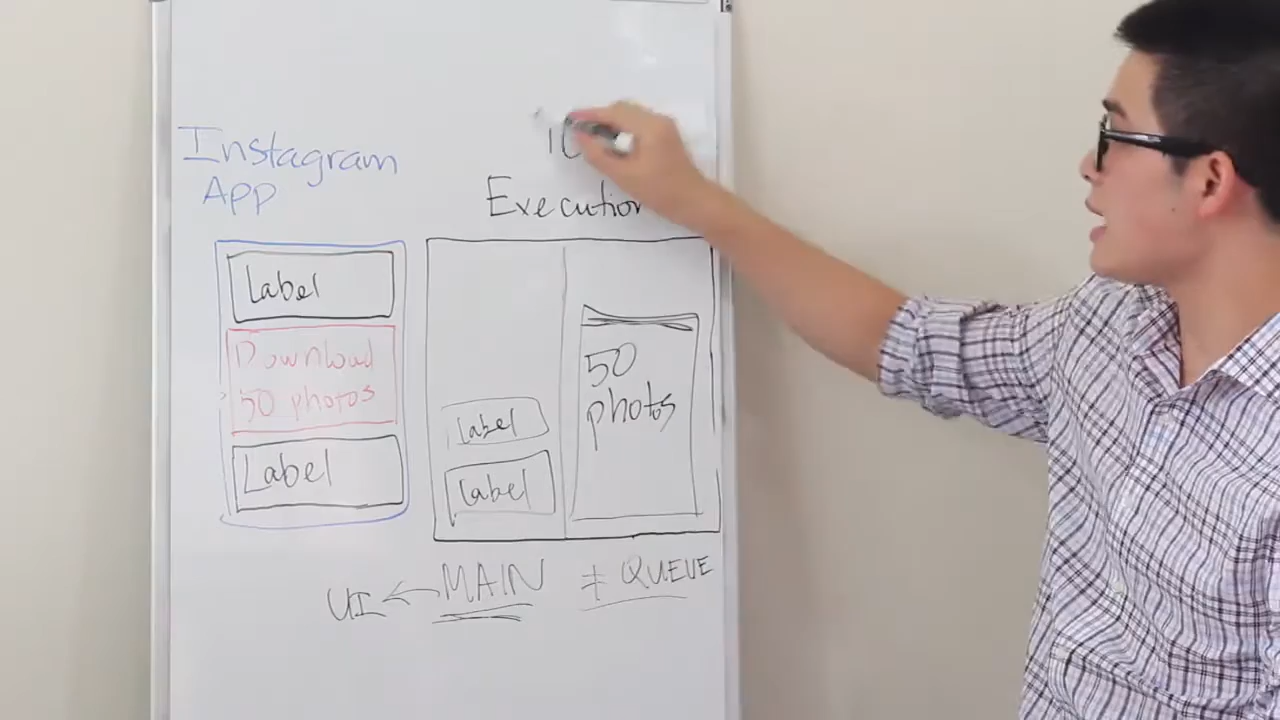 Instagram
App
Label
Download
50 photos
Label
Execution
Label
Label
50
photos
UI ← MAIN ≠ QUEUE